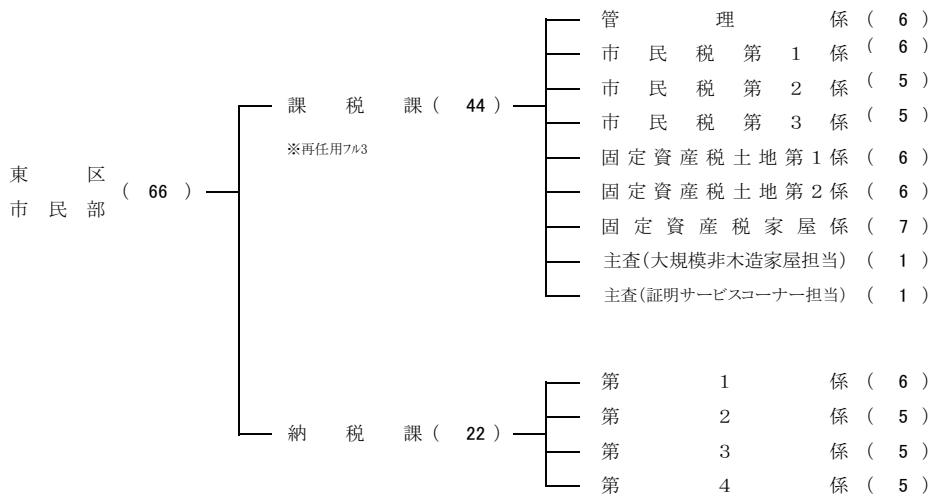 管理係 ( 6 )
市民税第1係 ( 6 )
市民税第2係 ( 5 )
課税課 ( 44 )
市民税第3係 ( 5 )
※再任用フル3
固定資産税土地第1係 ( 6 )
東区
市民部 ( 66 )
固定資産税土地第2係 ( 6 )
固定資産税家屋係 ( 7 )
主査(大規模非木造家屋担当) ( 1 )
主査(証明サービスコーナー担当) ( 1 )
第1係 ( 6 )
第2係 ( 5 )
納税課 ( 22 )
第3係 ( 5 )
第4係 ( 5 )